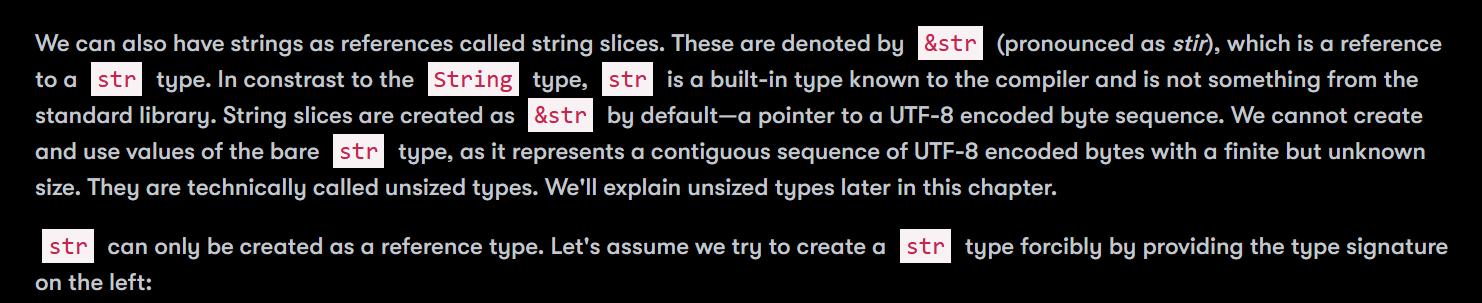 We can also have strings as references called string slices. These are denoted by &str (pronounced as stir), which is a reference
to a str type. In constrast to the String type, str is a built-in type known to the compiler and is not something from the
standard library. String slices are created as &str by default—a pointer to a UTF-8 encoded byte sequence. We cannot create
and use values of the bare str type, as it represents a contiguous sequence of UTF-8 encoded bytes with a finite but unknown
size. They are technically called unsized types. We'll explain unsized types later in this chapter.
str can only be created as a reference type. Let's assume we try to create a str type forcibly by providing the type signature
on the left: